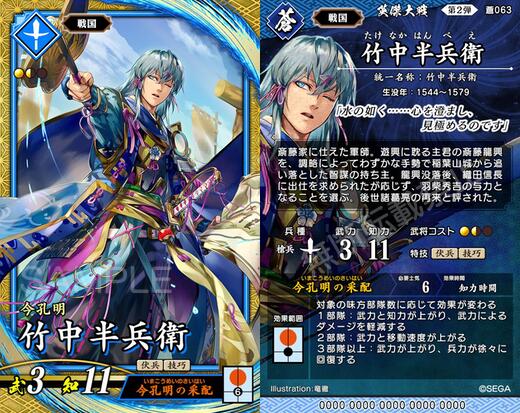 戦国
SAMPLE
今孔明
竹中半兵衛
伏兵 技巧
武3 知11
いまこうめいのさいはい
今孔明の采配
6
蒼
戦国
英傑大戦
第2弾
蒼063
たけなかはんべえ
竹中半兵衛
統一名称:竹中半兵衛
生没年:1544～1579
「水の如く……心を澄まし、
見極めるのです」
斎藤家に仕えた軍師。遊興に耽る主君の斎藤龍興
を、調略によってわずかな手勢で稲葉山城から追
い落とした智謀の持ち主。龍興没落後、織田信長
に出仕を求められたが応じず、羽柴秀吉の与力と
なることを選ぶ。後世諸葛亮の再来と評された。
兵種 武力 知力 武将コスト
槍兵 3 11
特技 伏兵 技巧
いまこうめいのさいはい 必要士気 効果時間
今孔明の采配 6 知力時間
効果範囲
対象の味方部隊数に応じて効果が変わる
1部隊:武力と知力が上がり、武力による
ダメージを軽減する
2部隊:武力と移動速度が上がる
3部隊以上:武力が上がり、兵力が徐々に
回復する
Illustration:竜徹
©SEGA
0000 0000 0000 0000 0000